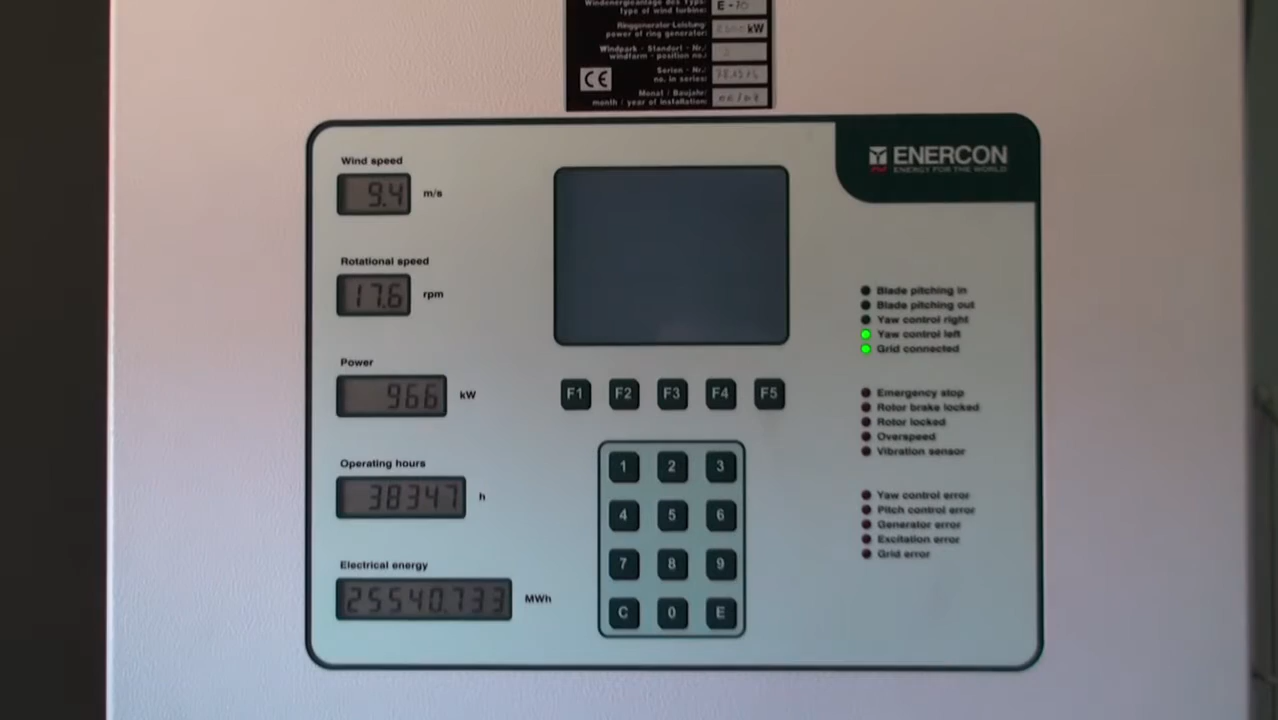 Windenergieanlage des Typs:
type of wind turbine:
E-70
Ringgenerator-Leistung:
power of ring generator:
kW
Windpark - Standort - Nr.:
windfarm - position no.:
CE
Serien - Nr.:
no. in series:
Monat / Baujahr:
month / year of installation:
ENERCON
ENERGY FOR THE WORLD
Wind speed
9.4 m/s
Rotational speed
17.6 rpm
Power
966 kW
Operating hours
38347 h
Electrical energy
25540.733 MWh
F1 F2 F3 F4 F5
1 2 3
4 5 6
7 8 9
C 0 E
Blade pitching in
Blade pitching out
Yaw control right
Yaw control left
Grid connected
Emergency stop
Rotor brake locked
Rotor locked
Overspeed
Vibration sensor
Yaw control error
Pitch control error
Generator error
Excitation error
Grid error